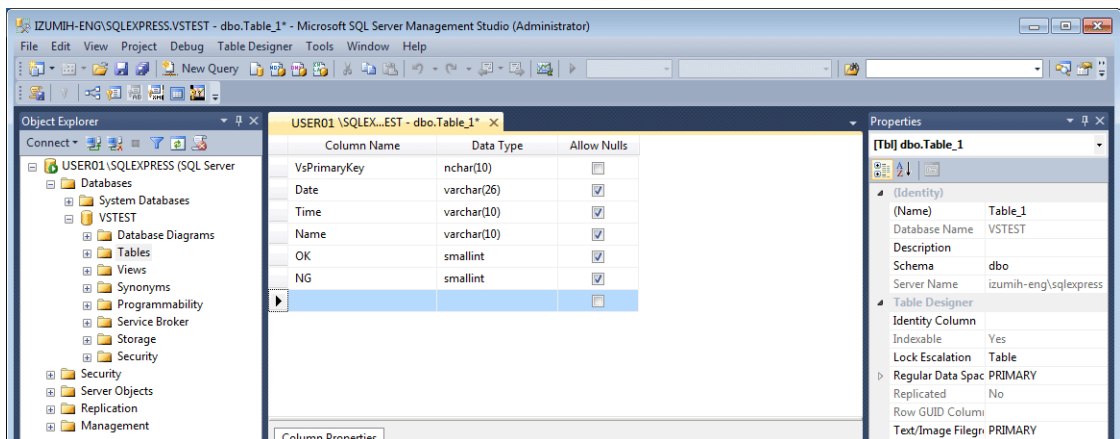 IZUMIH-ENG\SQLEXPRESS.VSTEST - dbo.Table_1* - Microsoft SQL Server Management Studio (Administrator)
File Edit View Project Debug Table Designer Tools Window Help
New Query
Object Explorer
Connect
USER01\SQLEXPRESS (SQL Server
Databases
System Databases
VSTEST
Database Diagrams
Tables
Views
Synonyms
Programmability
Service Broker
Storage
Security
Security
Server Objects
Replication
Management
USER01 \SQLEX...EST - dbo.Table_1*
Column Name Data Type Allow Nulls
VsPrimaryKey nchar(10)
Date varchar(26)
Time varchar(10)
Name varchar(10)
OK smallint
NG smallint
Column Properties
Properties
[Tbl] dbo.Table_1
(Identity)
(Name) Table_1
Database Name VSTEST
Description
Schema dbo
Server Name izumih-eng\sqlexpress
Table Designer
Identity Column
Indexable Yes
Lock Escalation Table
Regular Data Spac PRIMARY
Replicated No
Row GUID Colum
Text/Image Filegr PRIMARY